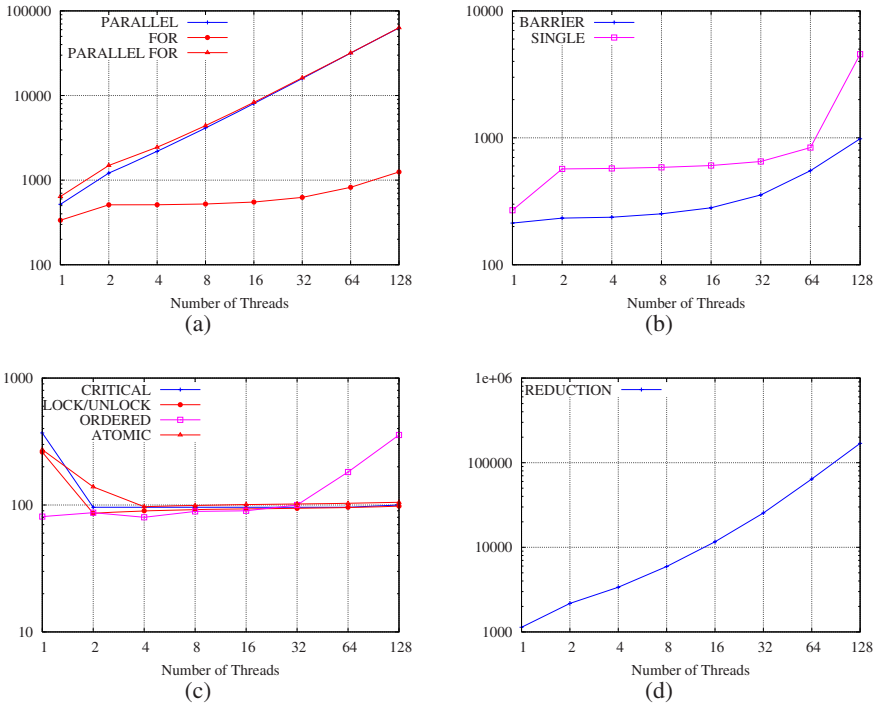 100000
10000
1000
100
PARALLEL
FOR
PARALLEL FOR
1 2 4 8 16 32 64 128
Number of Threads
(a)
10000
1000
100
BARRIER
SINGLE
1 2 4 8 16 32 64 128
Number of Threads
(b)
1000
100
10
CRITICAL
LOCK/UNLOCK
ORDERED
ATOMIC
1 2 4 8 16 32 64 128
Number of Threads
(c)
1e+06
100000
10000
1000
REDUCTION
1 2 4 8 16 32 64 128
Number of Threads
(d)